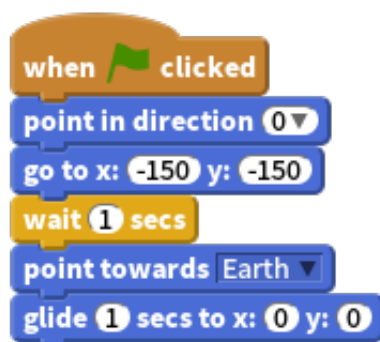 when clicked
point in direction 0
go to x: -150 y: -150
wait 1 secs
point towards Earth
glide 1 secs to x: 0 y: 0